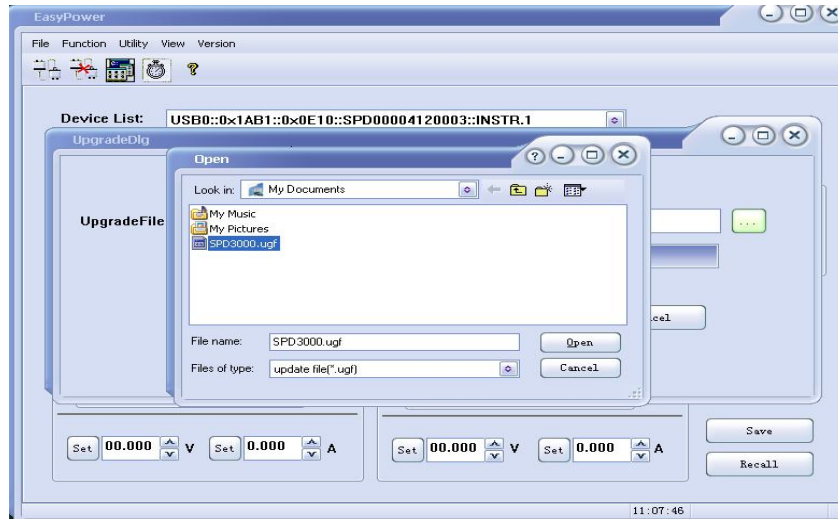 EasyPower
File Function Utility View Version
Device List: USB0::0x1AB1::0x0E10::SPD00004120003::INSTR.1
UpgradeDlg
Open
Look in: My Documents
My Music
My Pictures
SPD3000.ugf
UpgradeFile
...
File name: SPD3000.ugf
Open
Files of type: update file(*.ugf)
Cancel
cel
Set 00.000 V Set 0.000 A
Set 00.000 V Set 0.000 A
Save
Recall
11:07:46